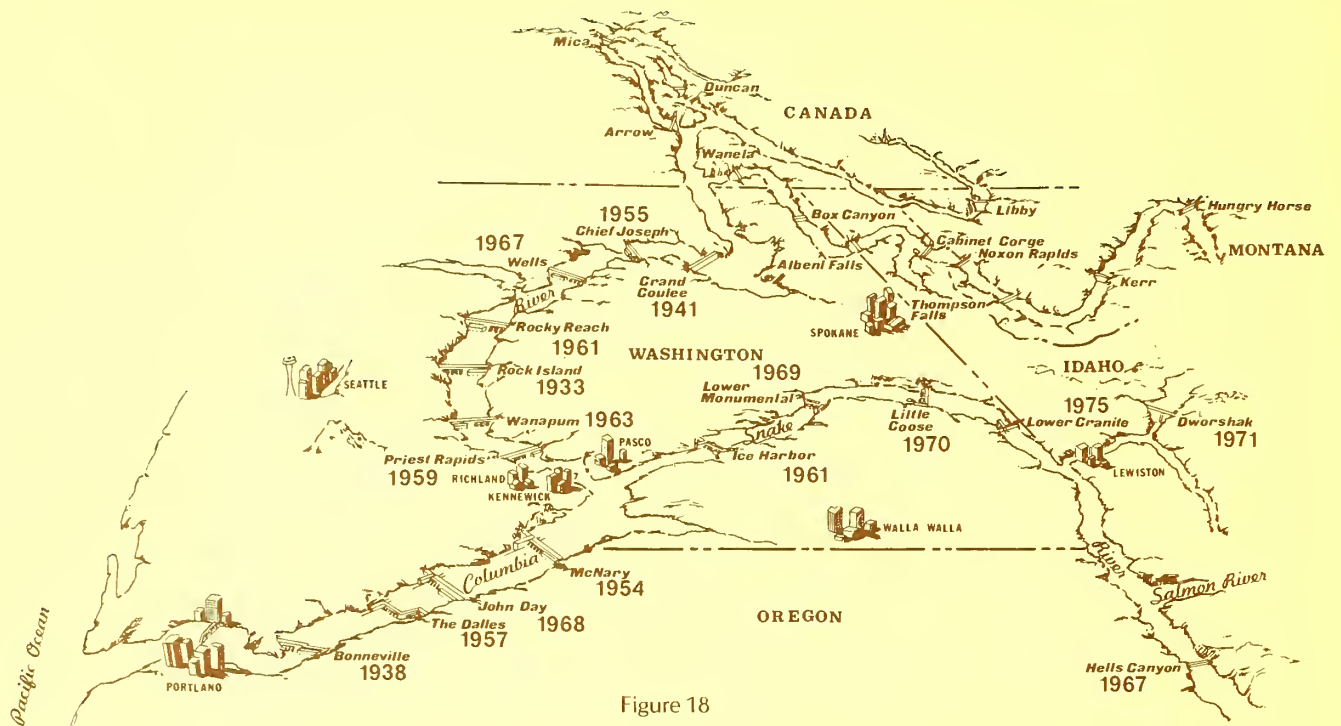 Mica
Duncan
CANADA
Arrow
Waneta
Libby
Hungry Horse
MONTANA
1955
Chief Joseph
Box Canyon
Cabinet Gorge
Noxon Rapids
1967
Wells
Albeni Falls
Kerr
Grand
Coulee
1941
River
Thompson
Falls
Rocky Reach
1961
SPOKANE
WASHINGTON
IDAHO
Rock Island
1933
SEATTLE
1969
Lower
Monumental
1975
Lower Granite
Dworshak
1971
Little
Goose
1970
Wanapum 1963
PASCO
Snake
Priest Rapids
1959
RICHLAND
KENNEWICK
Ice Harbor
1961
LEWISTON
WALLA WALLA
River
Columbia
McNary
1954
Salmon River
John Day
1968
The Dalles
1957
OREGON
Pacific Ocean
Bonneville
1938
PORTLAND
Hells Canyon
1967
Figure 18